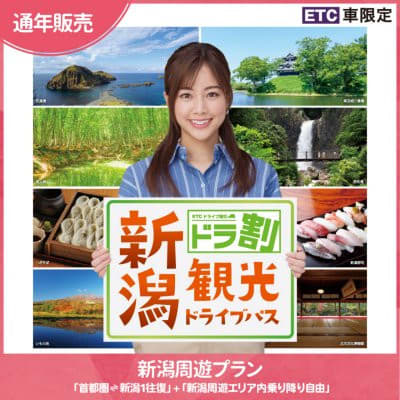 通年販売
ETC車限定
ETCドライブ割引
ドラ割
新潟
観光
ドライブパス
新潟周遊プラン
「首都圏⇌新潟1往復」+「新潟周遊エリア内乗り降り自由」